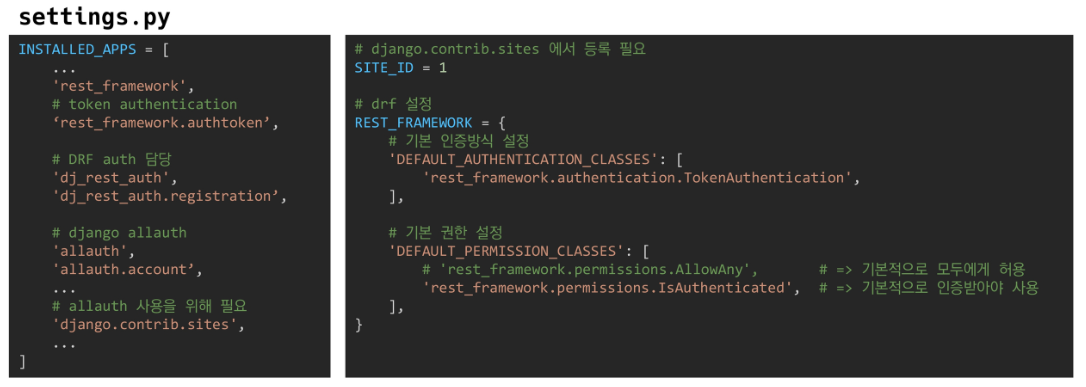 settings.py
INSTALLED_APPS = [
...
'rest_framework',
# token authentication
‘rest_framework.authtoken’,
# DRF auth 담당
'dj_rest_auth',
'dj_rest_auth.registration’,
# django allauth
'allauth',
'allauth.account’,
...
# allauth 사용을 위해 필요
'django.contrib.sites',
...
]
# django.contrib.sites 에서 등록 필요
SITE_ID = 1
# drf 설정
REST_FRAMEWORK = {
# 기본 인증방식 설정
'DEFAULT_AUTHENTICATION_CLASSES': [
'rest_framework.authentication.TokenAuthentication',
],
# 기본 권한 설정
'DEFAULT_PERMISSION_CLASSES': [
# 'rest_framework.permissions.AllowAny', # => 기본적으로 모두에게 허용
'rest_framework.permissions.IsAuthenticated', # => 기본적으로 인증받아야 사용
],
}